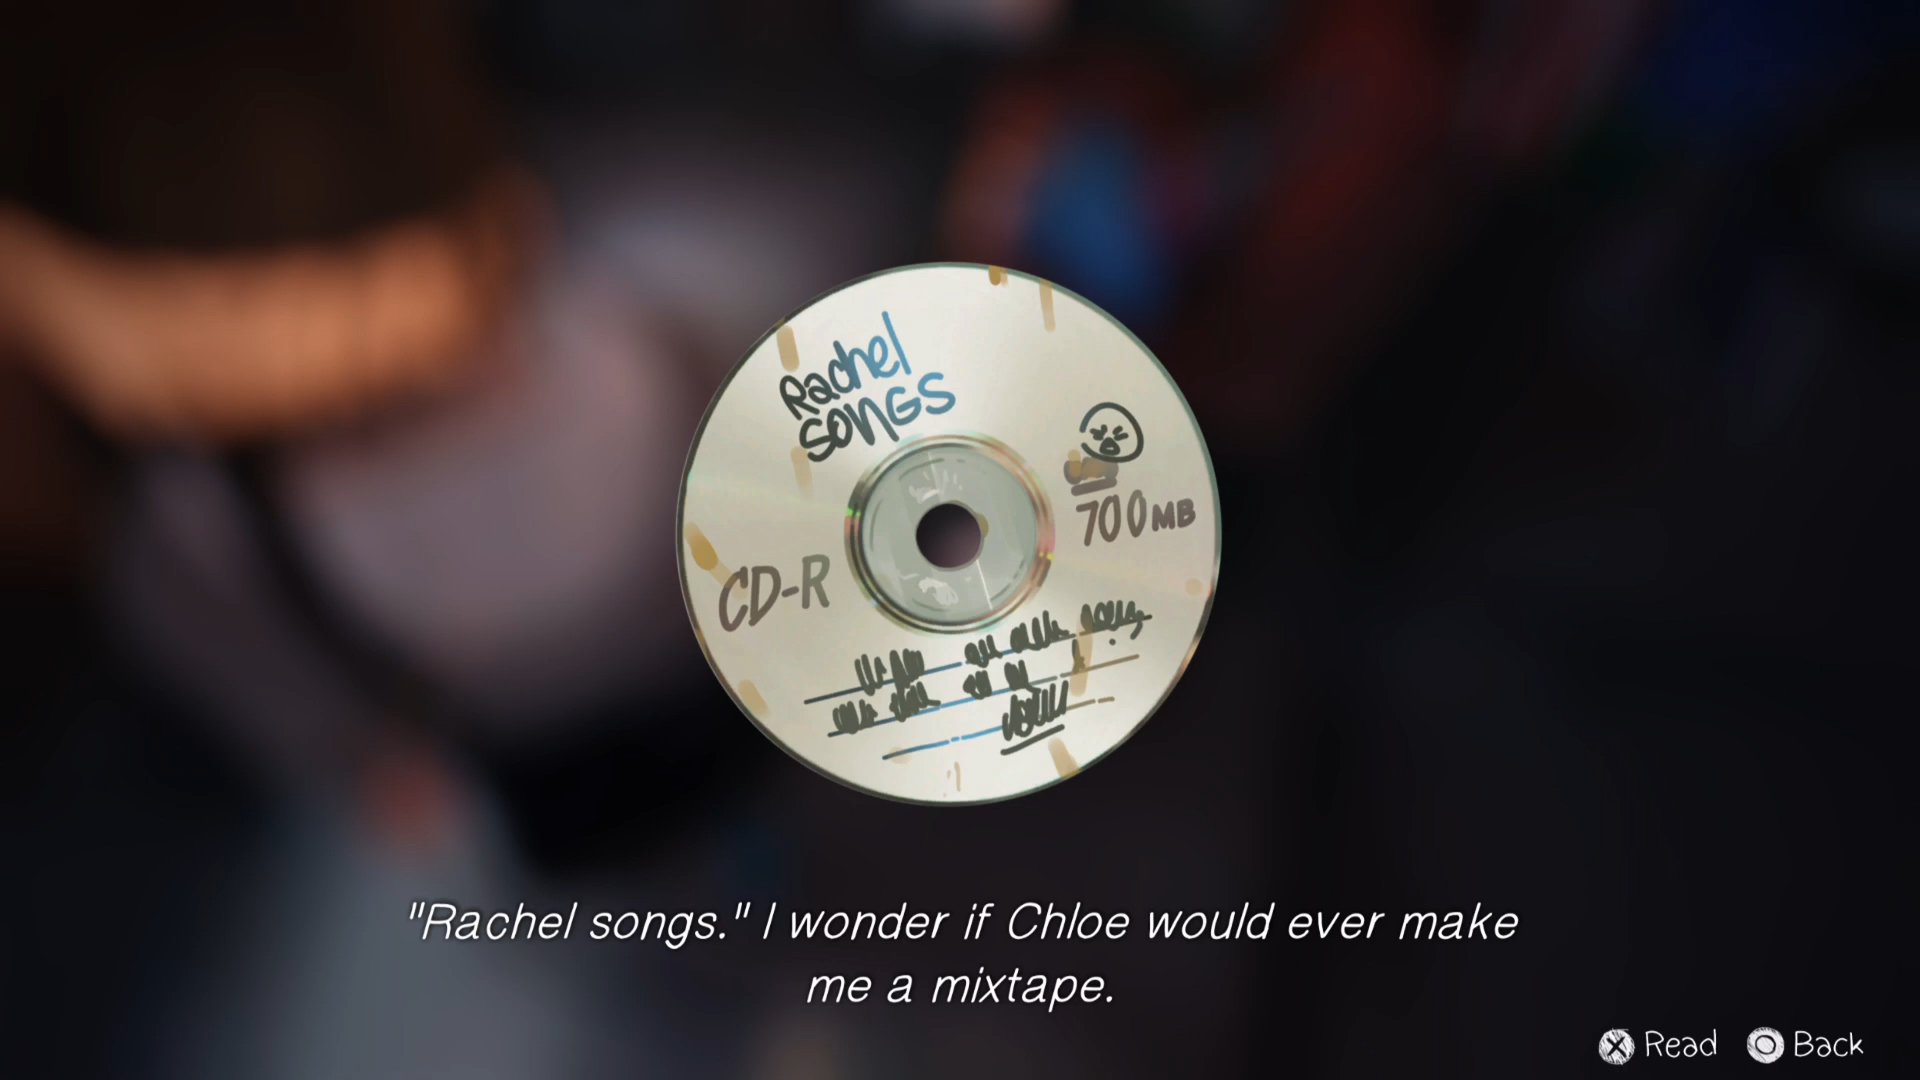 Rachel
SONGS
700MB
CD-R
"Rachel songs." I wonder if Chloe would ever make
me a mixtape.
Read Back